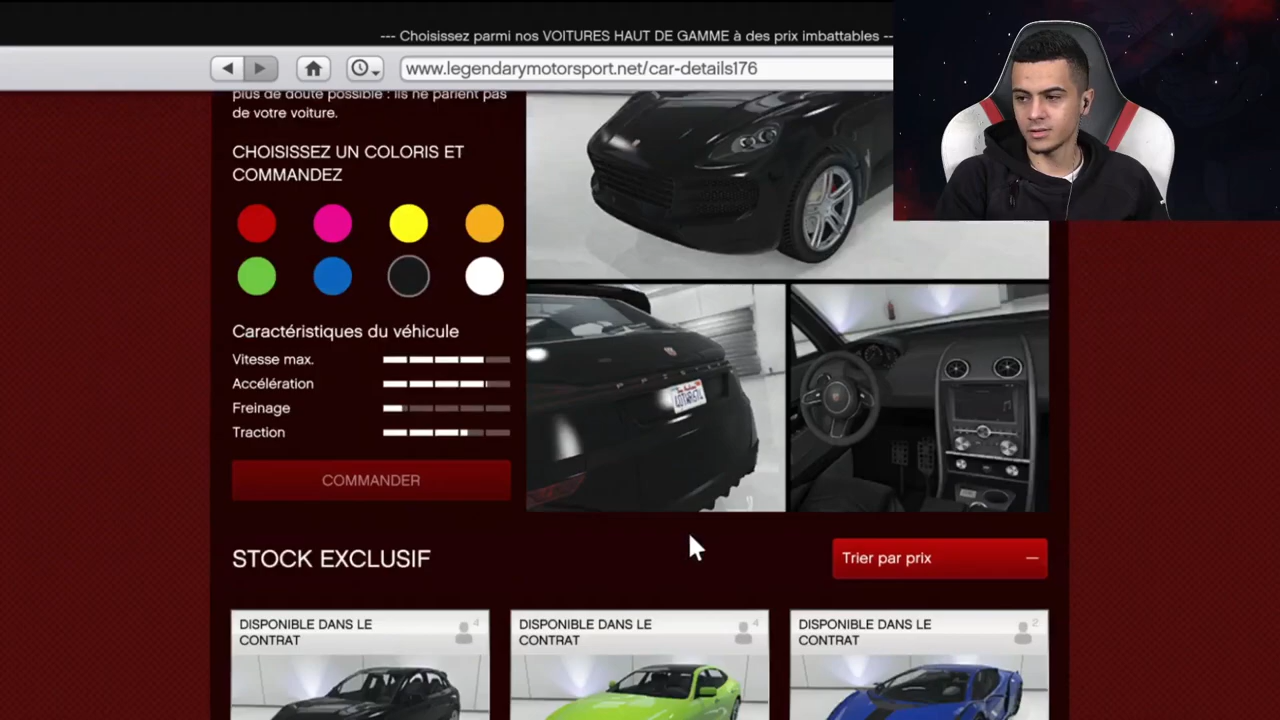 --- Choisissez parmi nos VOITURES HAUT DE GAMME à des prix imbattables --
www.legendarymotorsport.net/car-details176
plus de doute possible : ils ne parient pas
de votre voiture.
CHOISISSEZ UN COLORIS ET
COMMANDEZ
Caractéristiques du véhicule
Vitesse max.
Accélération
Freinage
Traction
COMMANDER
STOCK EXCLUSIF
Trier par prix
DISPONIBLE DANS LE
CONTRAT
4
DISPONIBLE DANS LE
CONTRAT
4
DISPONIBLE DANS LE
CONTRAT
2